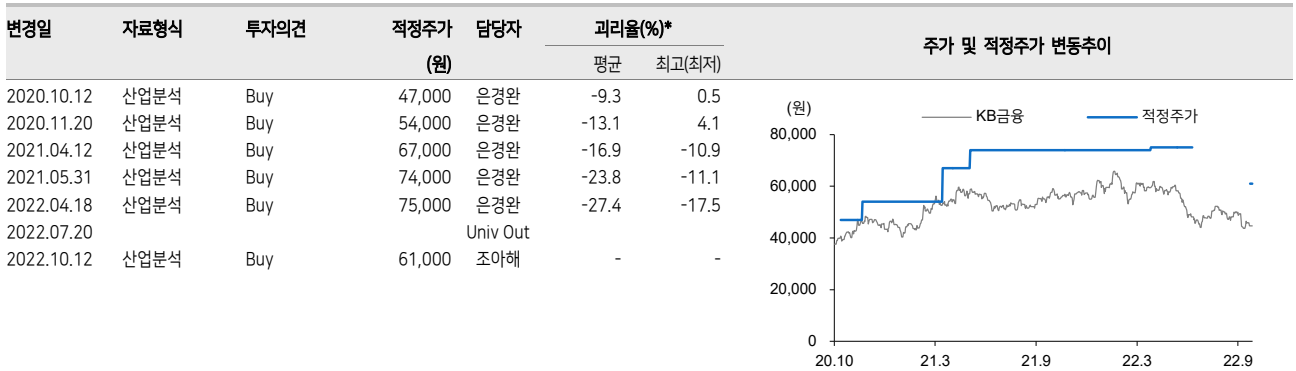 변경일 자료형식 투자의견 적정주가 담당자 괴리율(%)* 주가 및 적정주가 변동추이
(원) 평균 최고(최저)
2020.10.12 산업분석 Buy 47,000 은경완 -9.3 0.5
2020.11.20 산업분석 Buy 54,000 은경완 -13.1 4.1
2021.04.12 산업분석 Buy 67,000 은경완 -16.9 -10.9
2021.05.31 산업분석 Buy 74,000 은경완 -23.8 -11.1
2022.04.18 산업분석 Buy 75,000 은경완 -27.4 -17.5
2022.07.20 Univ Out
2022.10.12 산업분석 Buy 61,000 조아해 - -
(원)
KB금융 적정주가
80,000
60,000
40,000
20,000
0
20.10 21.3 21.9 22.3 22.9